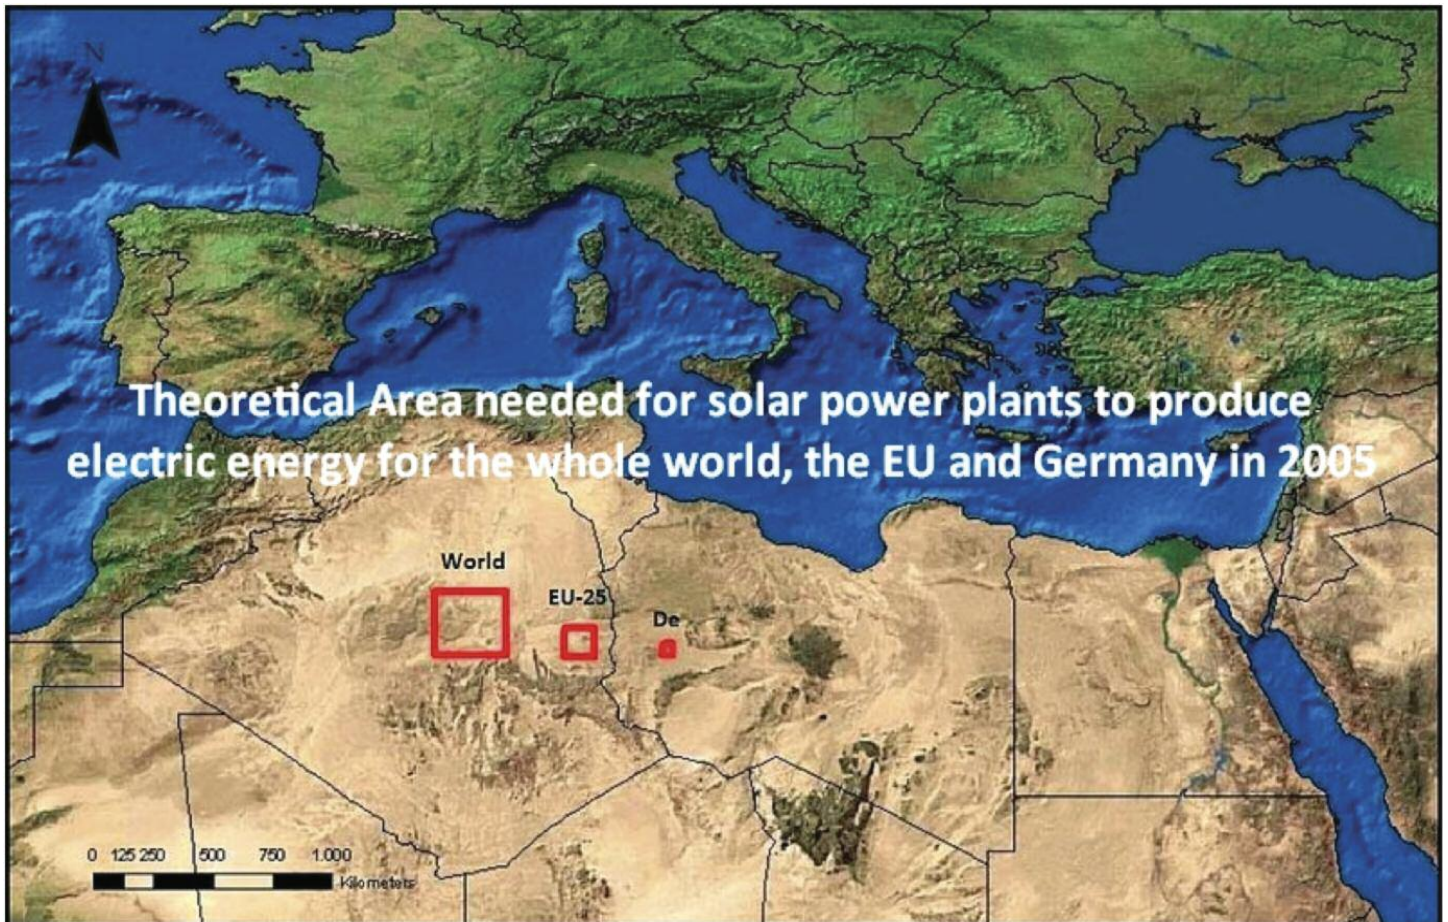 N
Theoretical Area needed for solar power plants to produce
electric energy for the whole world, the EU and Germany in 2005
World
EU-25
De
0 125 250 500 750 1.000
Kilometers